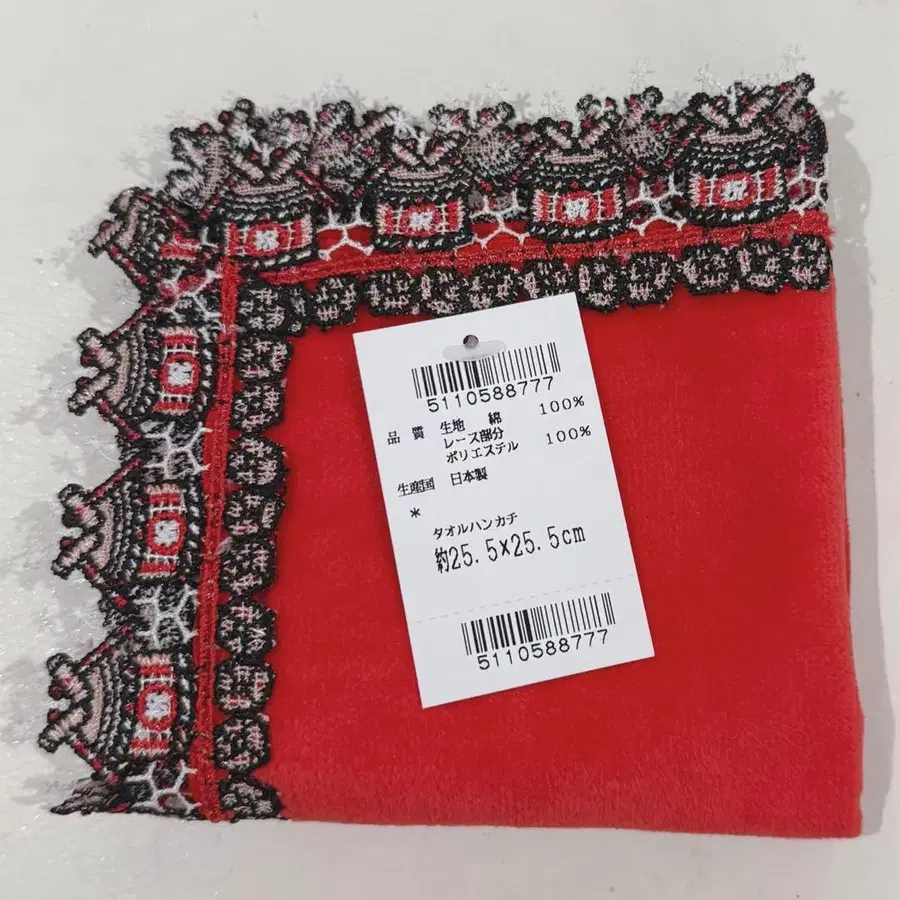 5110588777
品 質 生地 綿 100%
レース部分
ポリエステル 100%
生産国 日本製
*
タオルハンカチ
約25.5×25.5cm
5110588777